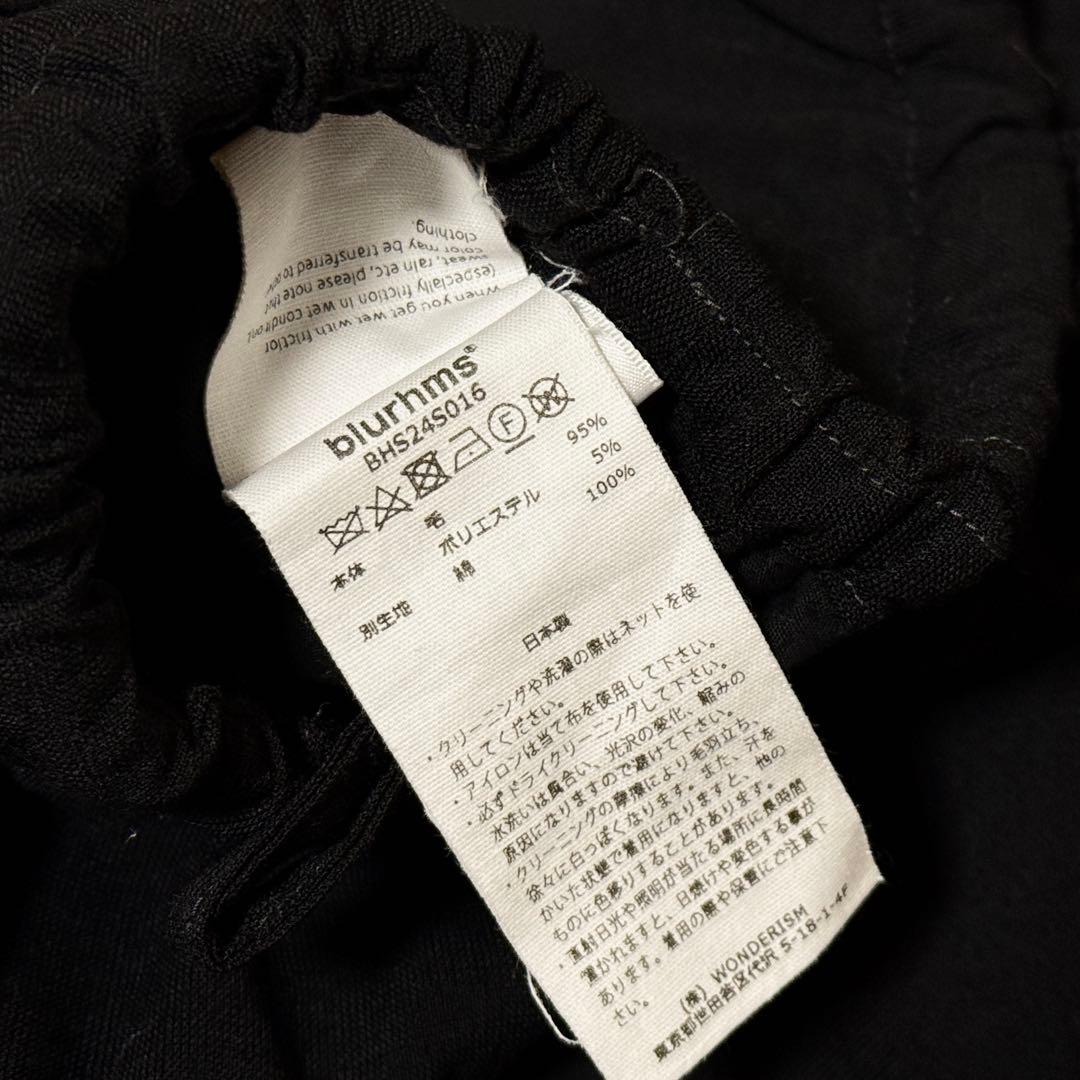 When you get wet with friction
(especially friction in wet condition,
sweat, rain etc, please note that
color may be transferred to
clothing.
blurhms®
BHS24S016
F W
本体 毛 95%
ポリエステル 5%
別生地 綿 100%
日本製
・クリーニングや洗濯の際はネットを使
用してください。
・アイロンは当て布を使用して下さい。
・必ずドライクリーニングして下さい。
水洗いは風合い、光沢の変化、縮みの
原因になりますので避けて下さい。
・クリーニングの摩擦により毛羽立ち、
徐々に白っぽくなります。また、汗を
かいた状態で着用になりますと、他の
ものに色移りすることがあります。
・直射日光や照明が当たる場所に長時間
置かれますと、日焼けや変色する事が
あります。着用の際や保管にご注意下
さい。
(株) WONDERISM
東京都世田谷区代沢 5-18-1-4F